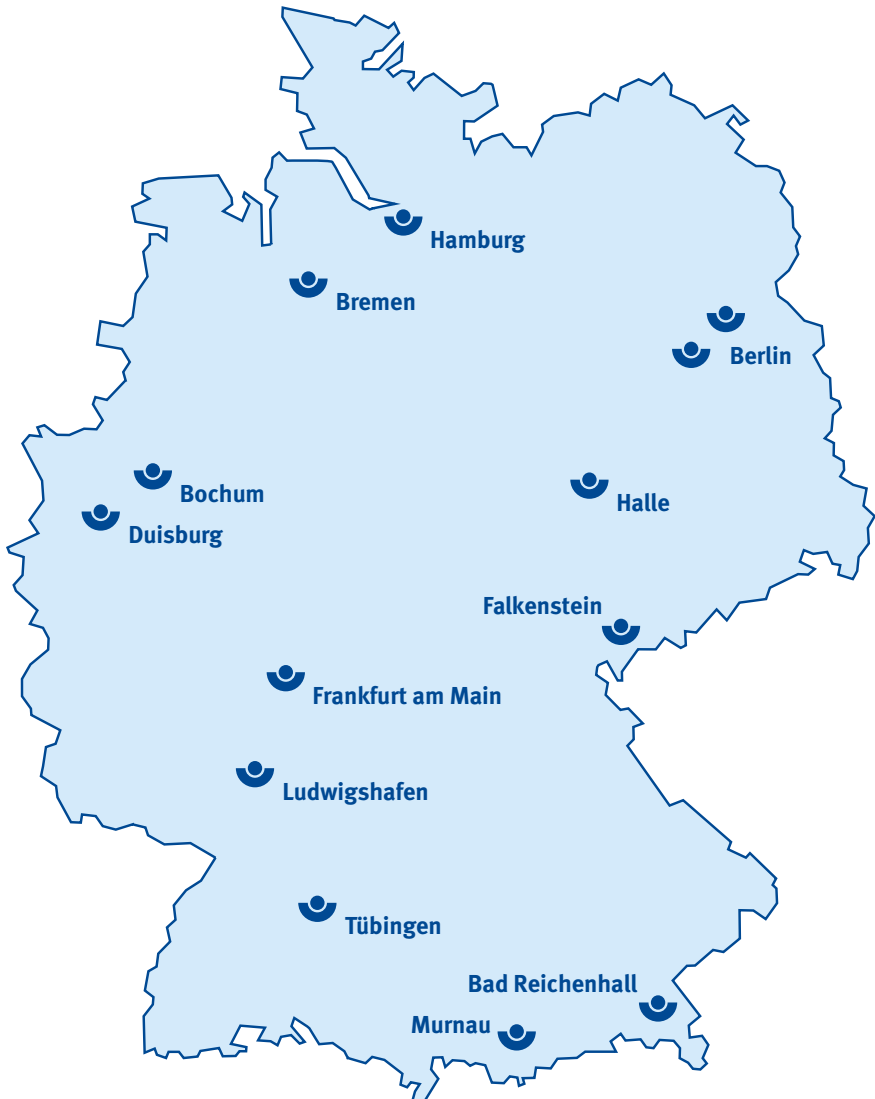 Hamburg
Bremen
Berlin
Bochum
Halle
Duisburg
Falkenstein
Frankfurt am Main
Ludwigshafen
Tübingen
Bad Reichenhall
Murnau